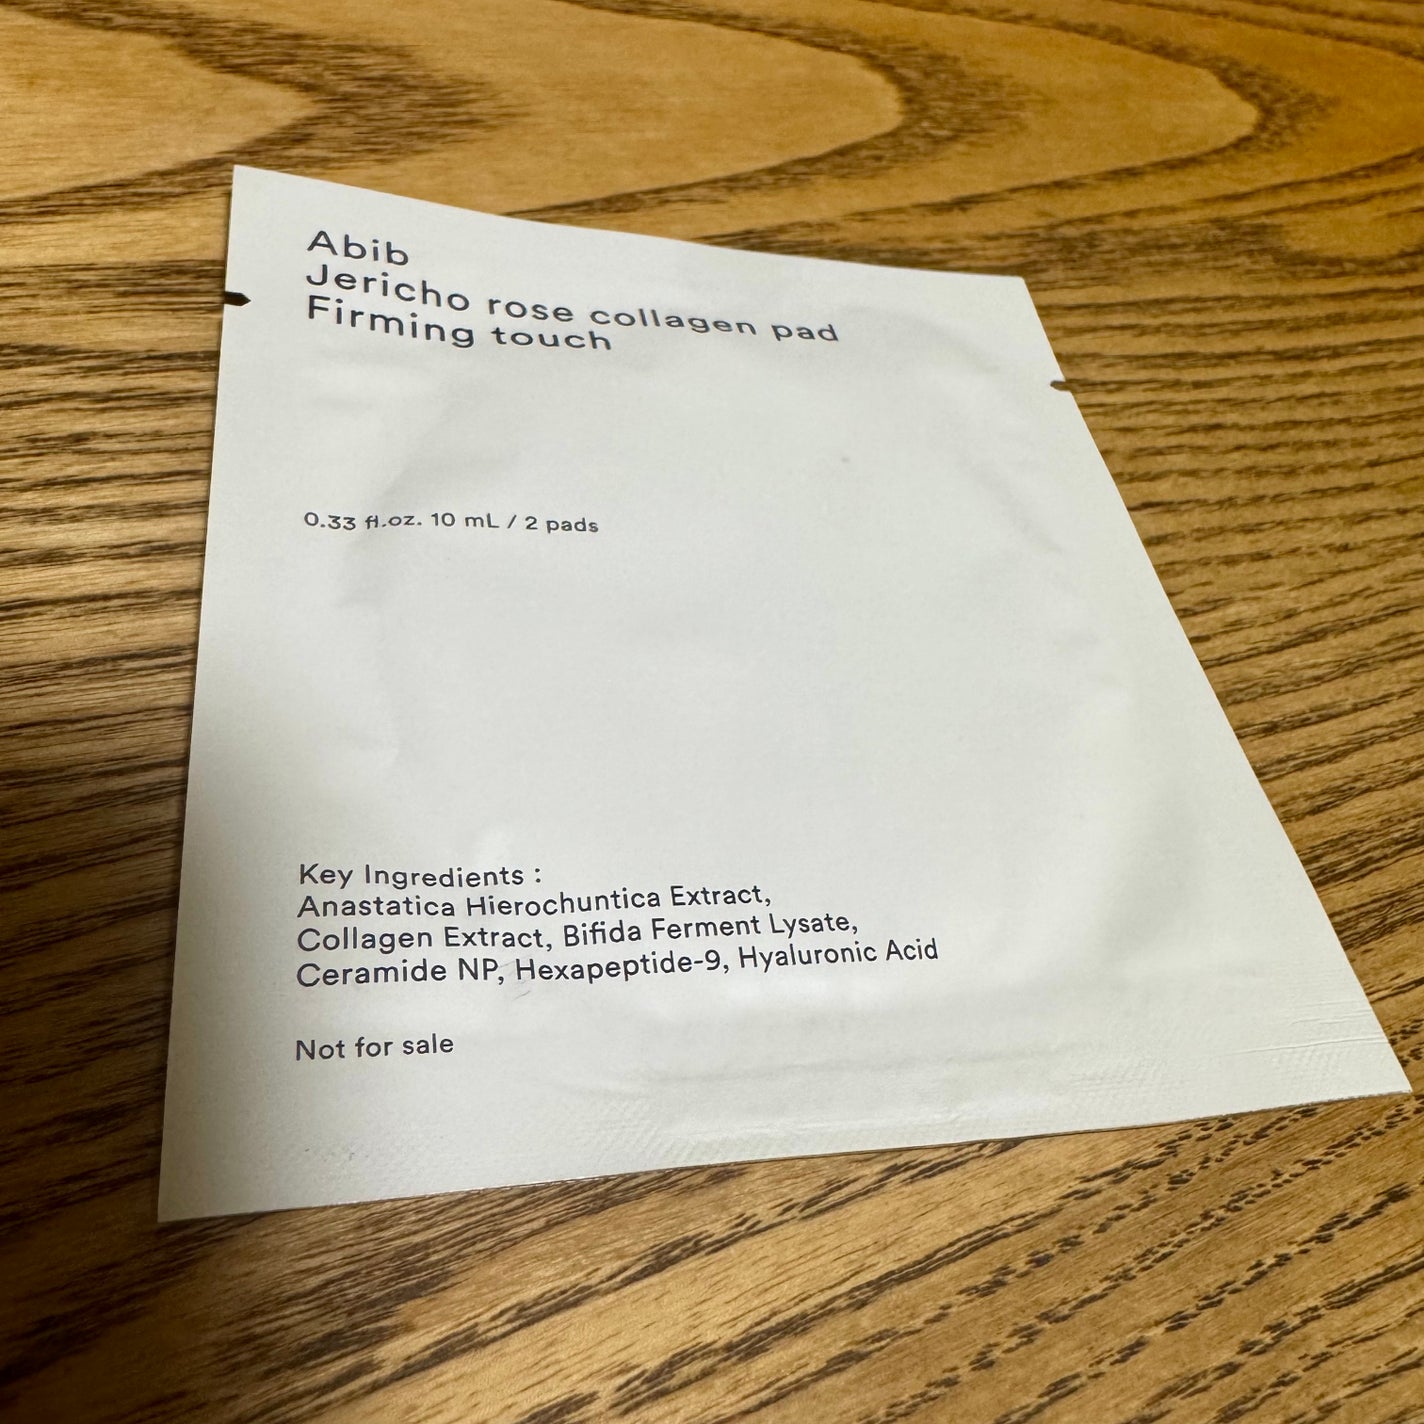 Abib
Jericho rose collagen pad
Firming touch
0.33 fl.oz. 10 mL / 2 pads
Key Ingredients :
Anastatica Hierochuntica Extract,
Collagen Extract, Bifida Ferment Lysate,
Ceramide NP, Hexapeptide-9, Hyaluronic Acid
Not for sale